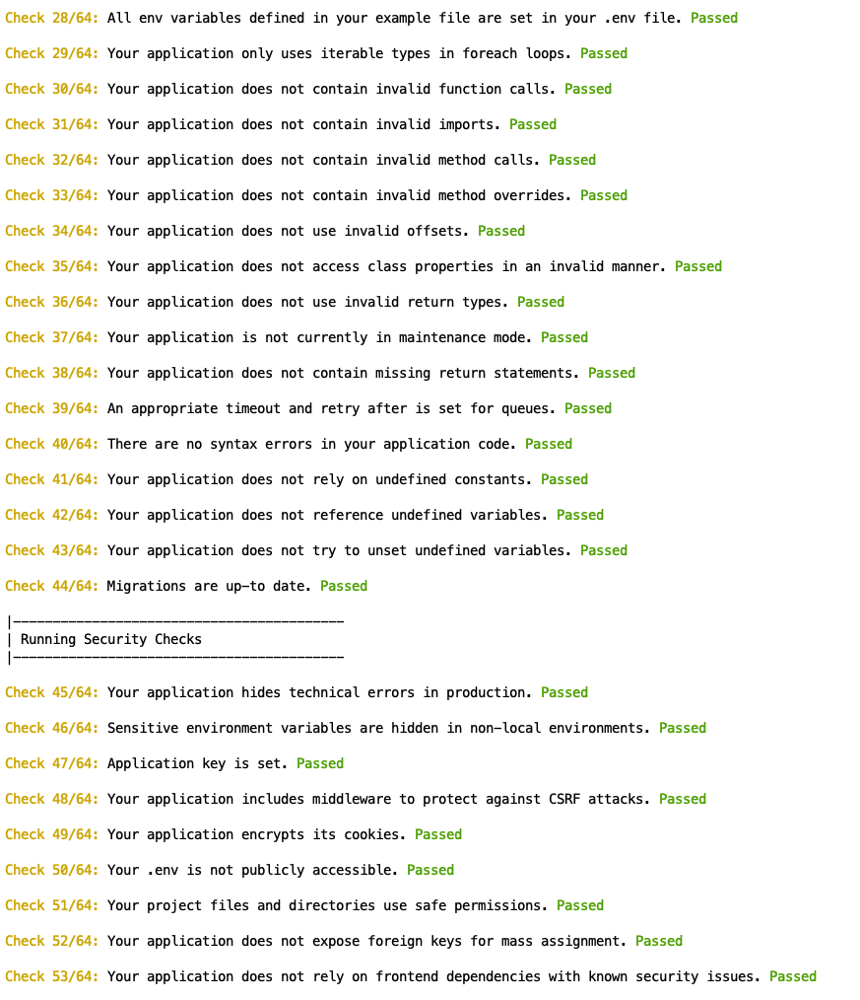 Check 28/64: All env variables defined in your example file are set in your .env file. Passed
Check 29/64: Your application only uses iterable types in foreach loops. Passed
Check 30/64: Your application does not contain invalid function calls. Passed
Check 31/64: Your application does not contain invalid imports. Passed
Check 32/64: Your application does not contain invalid method calls. Passed
Check 33/64: Your application does not contain invalid method overrides. Passed
Check 34/64: Your application does not use invalid offsets. Passed
Check 35/64: Your application does not access class properties in an invalid manner. Passed
Check 36/64: Your application does not use invalid return types. Passed
Check 37/64: Your application is not currently in maintenance mode. Passed
Check 38/64: Your application does not contain missing return statements. Passed
Check 39/64: An appropriate timeout and retry after is set for queues. Passed
Check 40/64: There are no syntax errors in your application code. Passed
Check 41/64: Your application does not rely on undefined constants. Passed
Check 42/64: Your application does not reference undefined variables. Passed
Check 43/64: Your application does not try to unset undefined variables. Passed
Check 44/64: Migrations are up-to date. Passed
|------------------------------------------
| Running Security Checks
|------------------------------------------
Check 45/64: Your application hides technical errors in production. Passed
Check 46/64: Sensitive environment variables are hidden in non-local environments. Passed
Check 47/64: Application key is set. Passed
Check 48/64: Your application includes middleware to protect against CSRF attacks. Passed
Check 49/64: Your application encrypts its cookies. Passed
Check 50/64: Your .env is not publicly accessible. Passed
Check 51/64: Your project files and directories use safe permissions. Passed
Check 52/64: Your application does not expose foreign keys for mass assignment. Passed
Check 53/64: Your application does not rely on frontend dependencies with known security issues. Passed